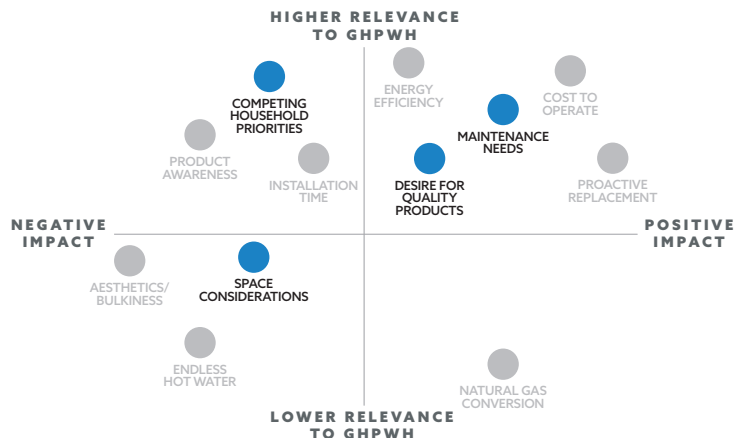 HIGHER RELEVANCE
TO GHPWH
ENERGY
EFFICIENCY
COST TO
OPERATE
COMPETING
HOUSEHOLD
PRIORITIES
MAINTENANCE
NEEDS
PRODUCT
AWARENESS
INSTALLATION
TIME
DESIRE FOR
QUALITY
PRODUCTS
PROACTIVE
REPLACEMENT
NEGATIVE
IMPACT
POSITIVE
IMPACT
AESTHETICS/
BULKINESS
SPACE
CONSIDERATIONS
ENDLESS
HOT WATER
NATURAL GAS
CONVERSION
LOWER RELEVANCE
TO GHPWH